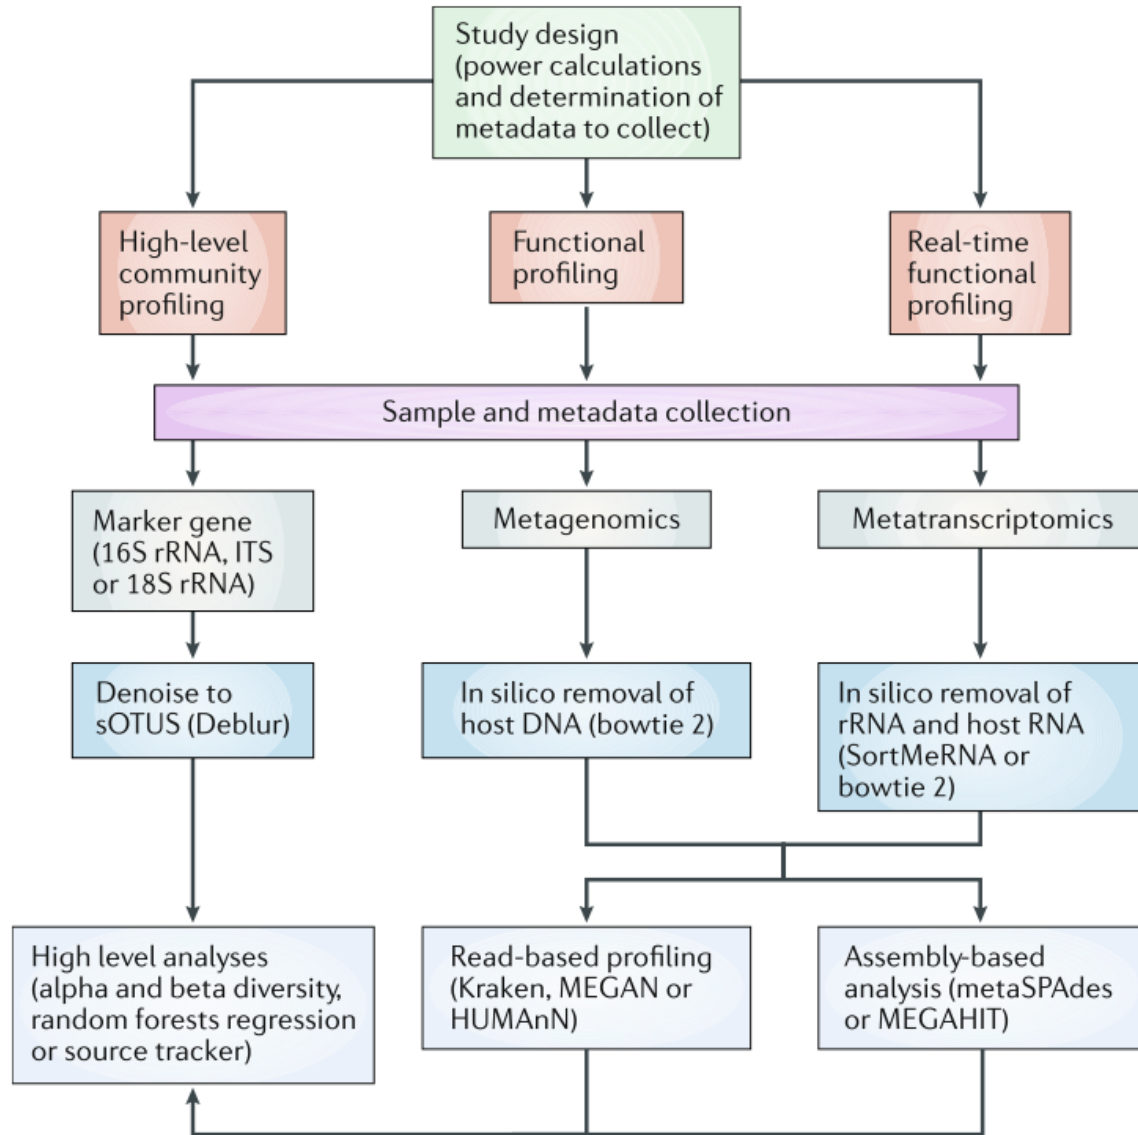 Study design
(power calculations
and determination of
metadata to collect)
High-level
community
profiling
Functional
profiling
Real-time
functional
profiling
Sample and metadata collection
Marker gene
(16S rRNA, ITS
or 18S rRNA)
Metagenomics
Metatranscriptomics
Denoise to
sOTUS (Deblur)
In silico removal of
host DNA (bowtie 2)
In silico removal of
rRNA and host RNA
(SortMeRNA or
bowtie 2)
High level analyses
(alpha and beta diversity,
random forests regression
or source tracker)
Read-based profiling
(Kraken, MEGAN or
HUMAnN)
Assembly-based
analysis (metaSPAdes
or MEGAHIT)